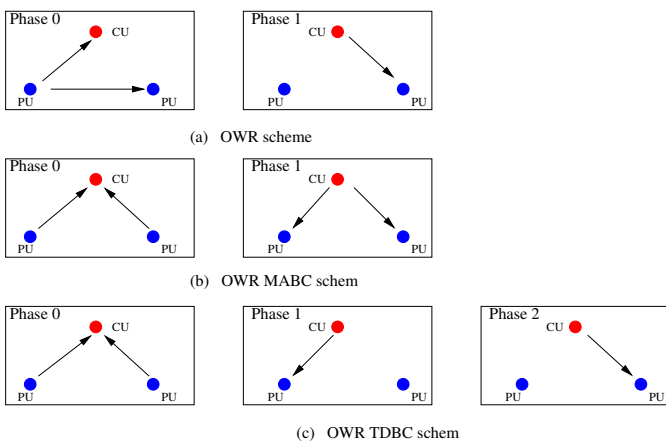 Phase 0
CU
PU
PU
Phase 1
CU
PU
PU
(a) OWR scheme
Phase 0
CU
PU
PU
Phase 1
CU
PU
PU
(b) OWR MABC schem
Phase 0
CU
PU
PU
Phase 1
CU
PU
PU
Phase 2
CU
PU
PU
(c) OWR TDBC schem